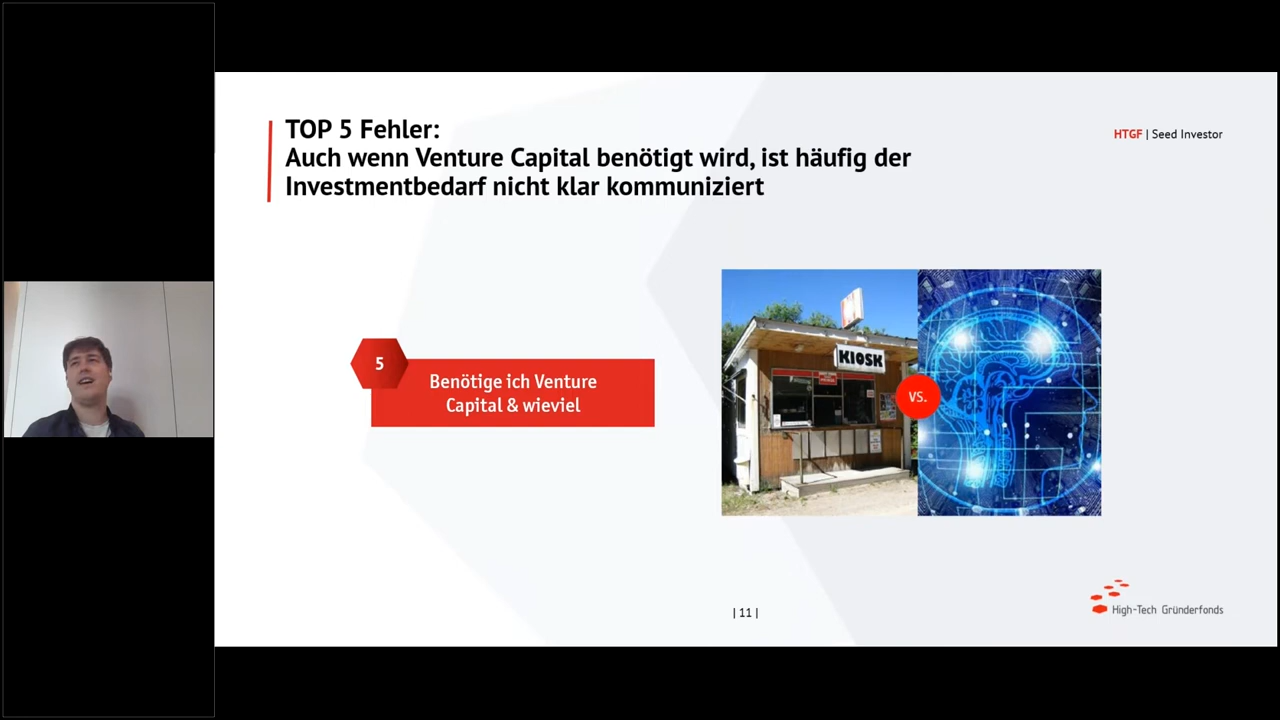 TOP 5 Fehler:
Auch wenn Venture Capital benötigt wird, ist häufig der
Investmentbedarf nicht klar kommuniziert
HTGF | Seed Investor
5
Benötige ich Venture
Capital & wieviel
KIOSK
VS.
| 11 |
High-Tech Gründerfonds